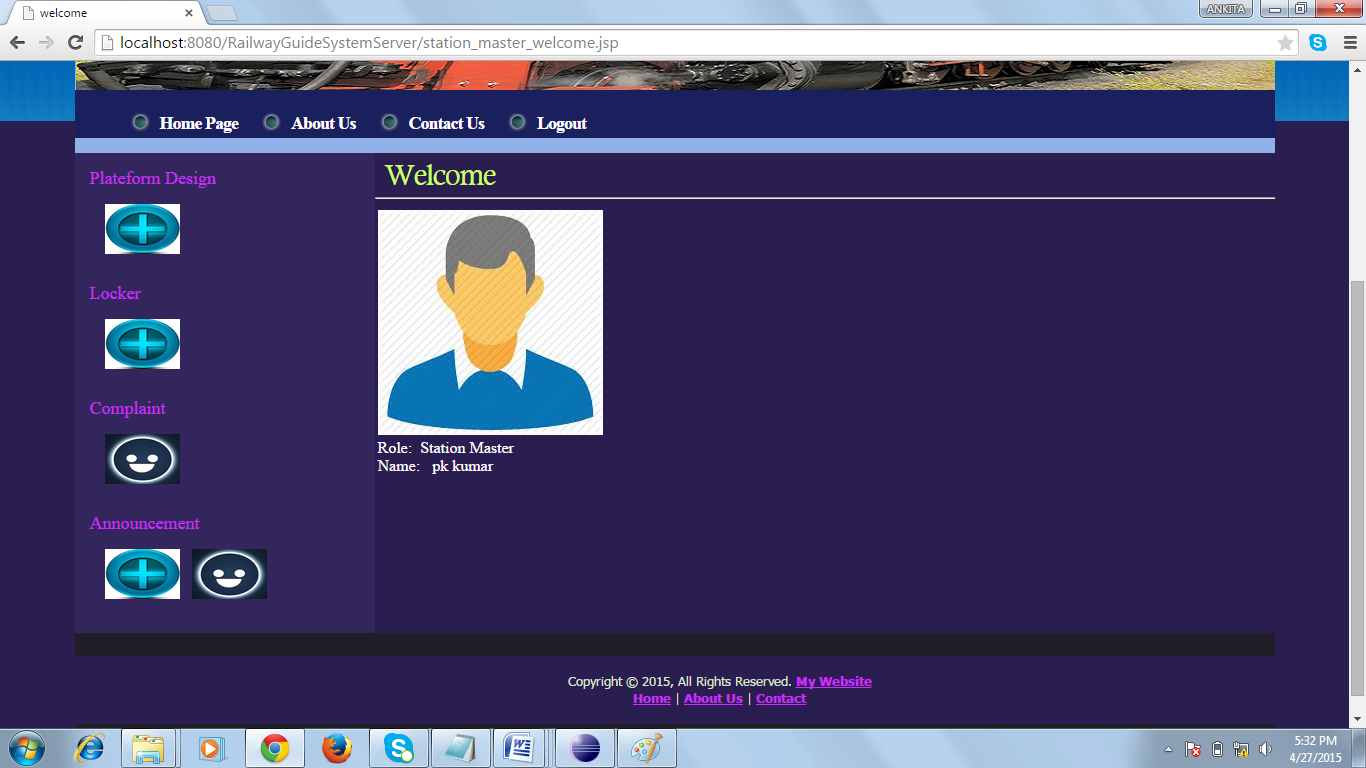 welcome
ANKITA
localhost:8080/RailwayGuideSystemServer/station_master_welcome.jsp
Home Page About Us Contact Us Logout
Plateform Design
Locker
Complaint
Announcement
Welcome
Role: Station Master
Name: pk kumar
Copyright © 2015, All Rights Reserved. My Website
Home | About Us | Contact
5:32 PM
4/27/2015